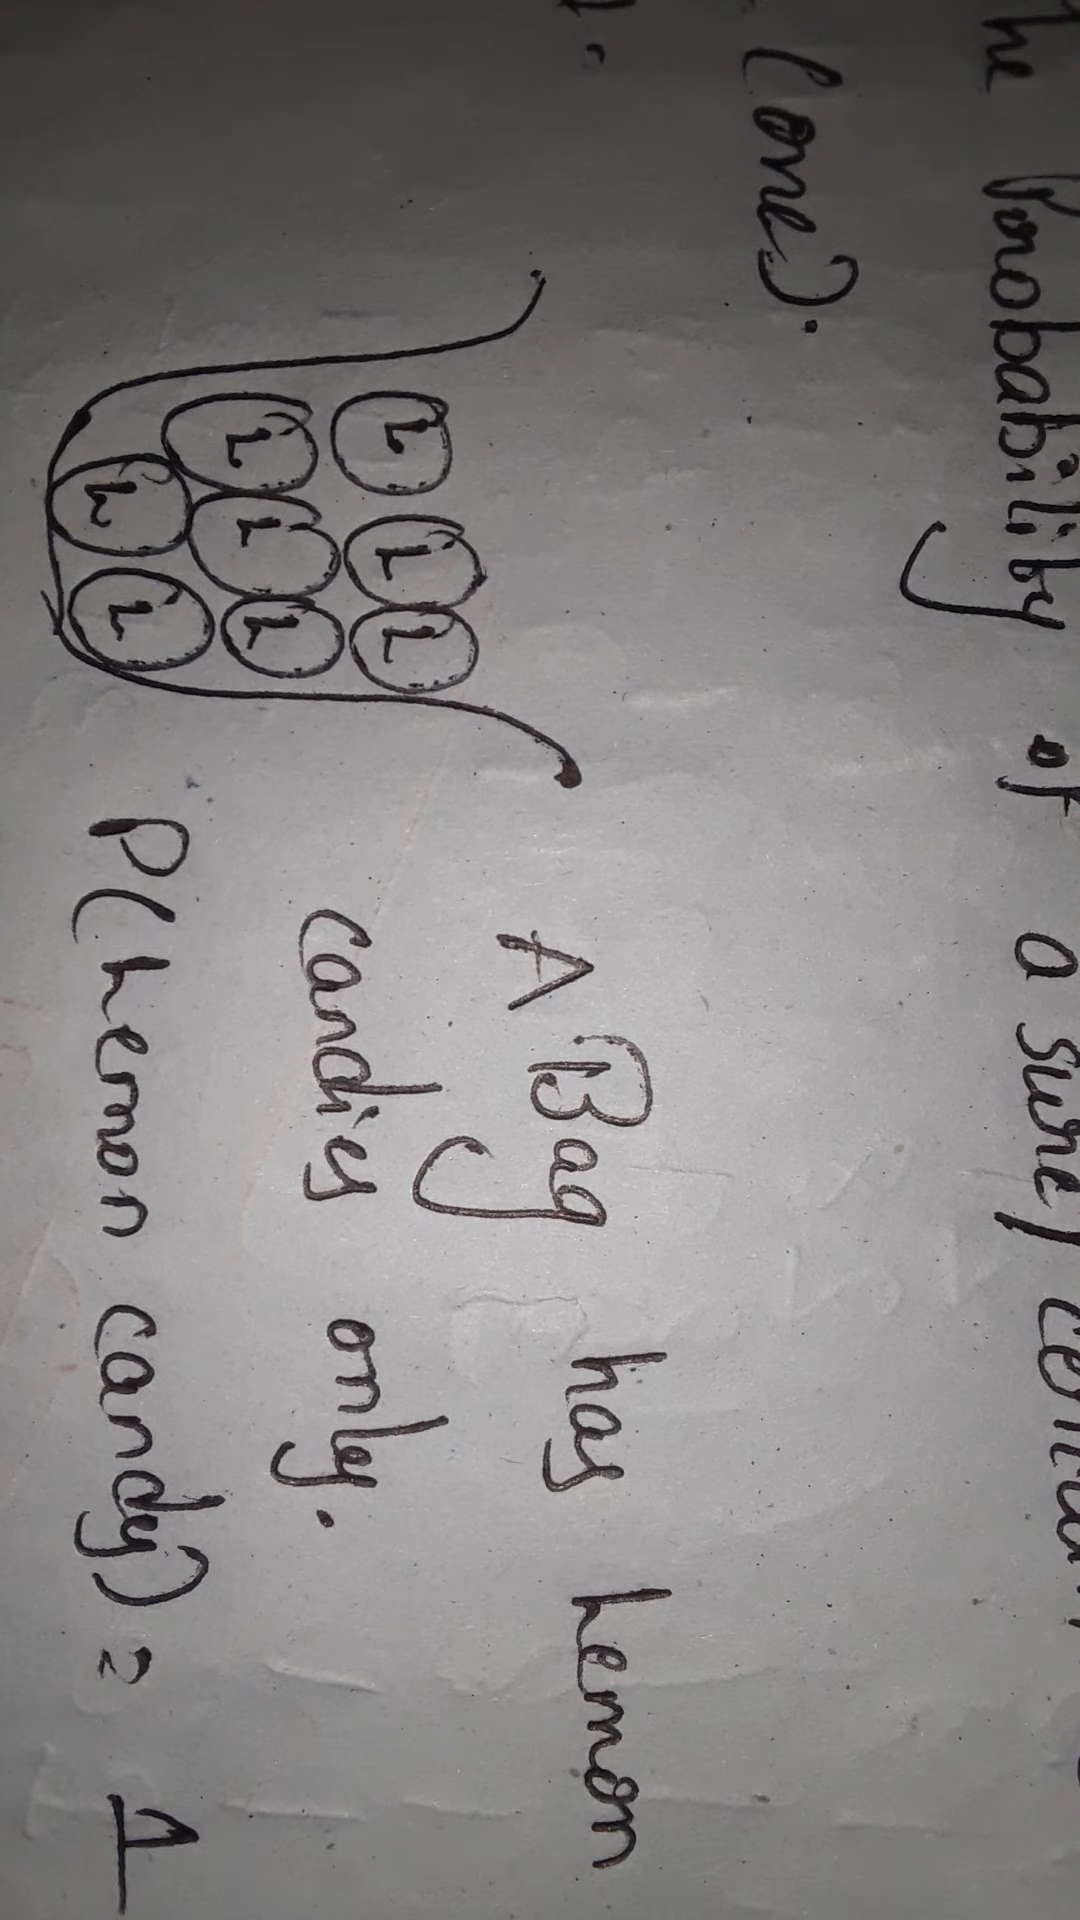 The Probability of a sure/
(one).
L L L
L L L
L L
A Bag has Lemon
candies only.
P(Lemon candy) = 1